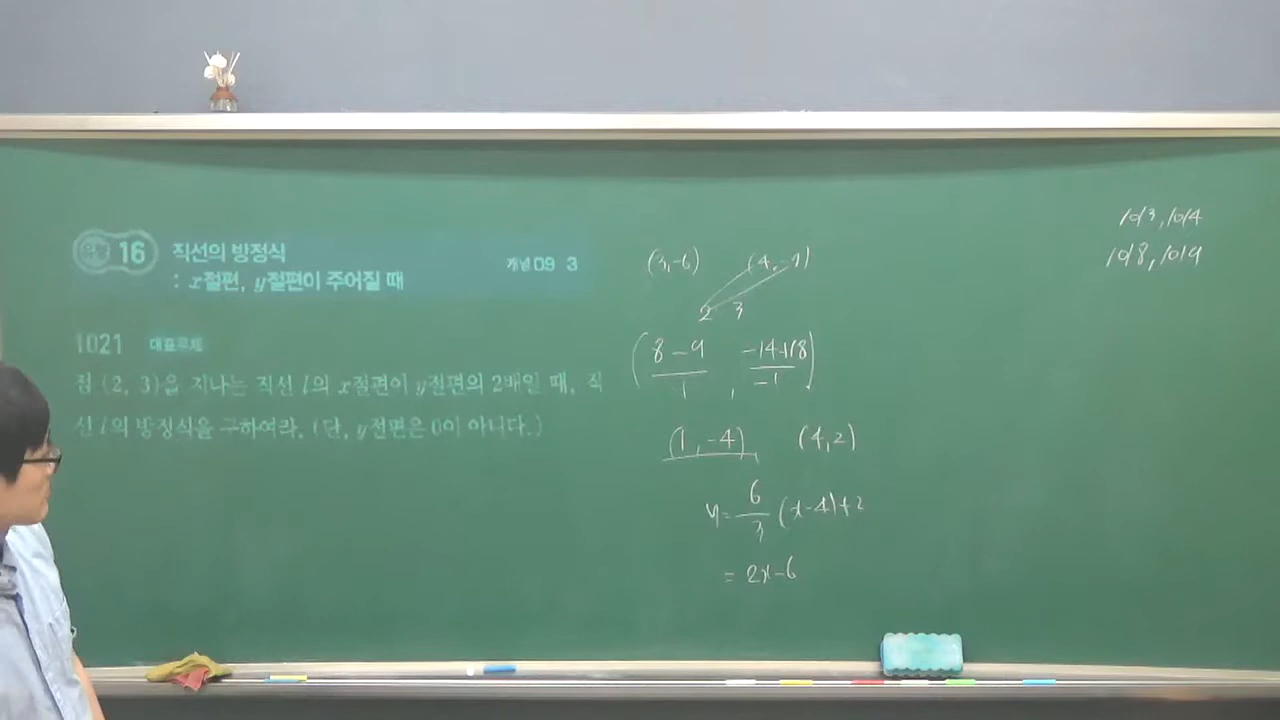 유형 16 직선의 방정식
: x절편, y절편이 주어질 때
개념 09 3
1021 대표문제
점 (2, 3)을 지나는 직선 l의 x절편이 y절편의 2배일 때, 직
선 l의 방정식을 구하여라. (단, y절편은 0이 아니다.)
(3,-6) (4,-7)
2 3
(8-9/1, -14+18/-1)
(1,-4) (4,2)
y=6/3(x-4)+2
=2x-6
1013,1014
1018,1019